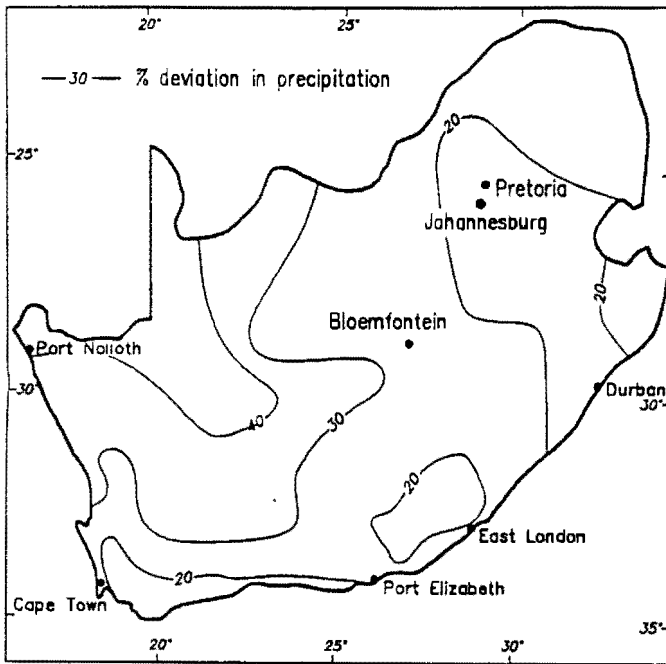 20° 25° 30°
—30— % deviation in precipitation
25°
20
Pretoria
Johannesburg
20
Bloemfontein
Port Nolloth
30°
Durban
30°
40
30
20
East London
20
Port Elizabeth
Cape Town
35°
20° 25° 30°